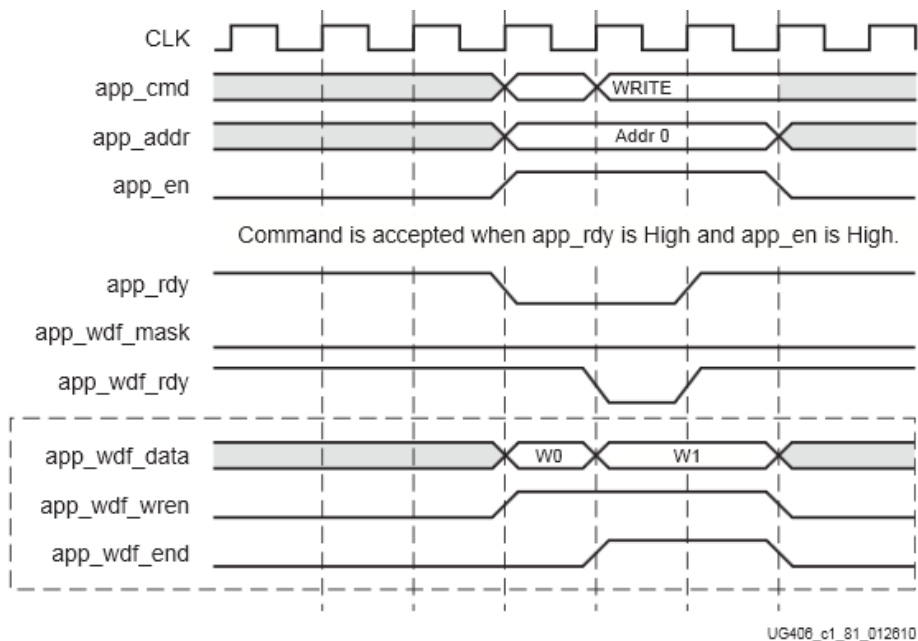 CLK
app_cmd
WRITE
app_addr
Addr 0
app_en
Command is accepted when app_rdy is High and app_en is High.
app_rdy
app_wdf_mask
app_wdf_rdy
app_wdf_data
W0
W1
app_wdf_wren
app_wdf_end
UG406_c1_81_012610